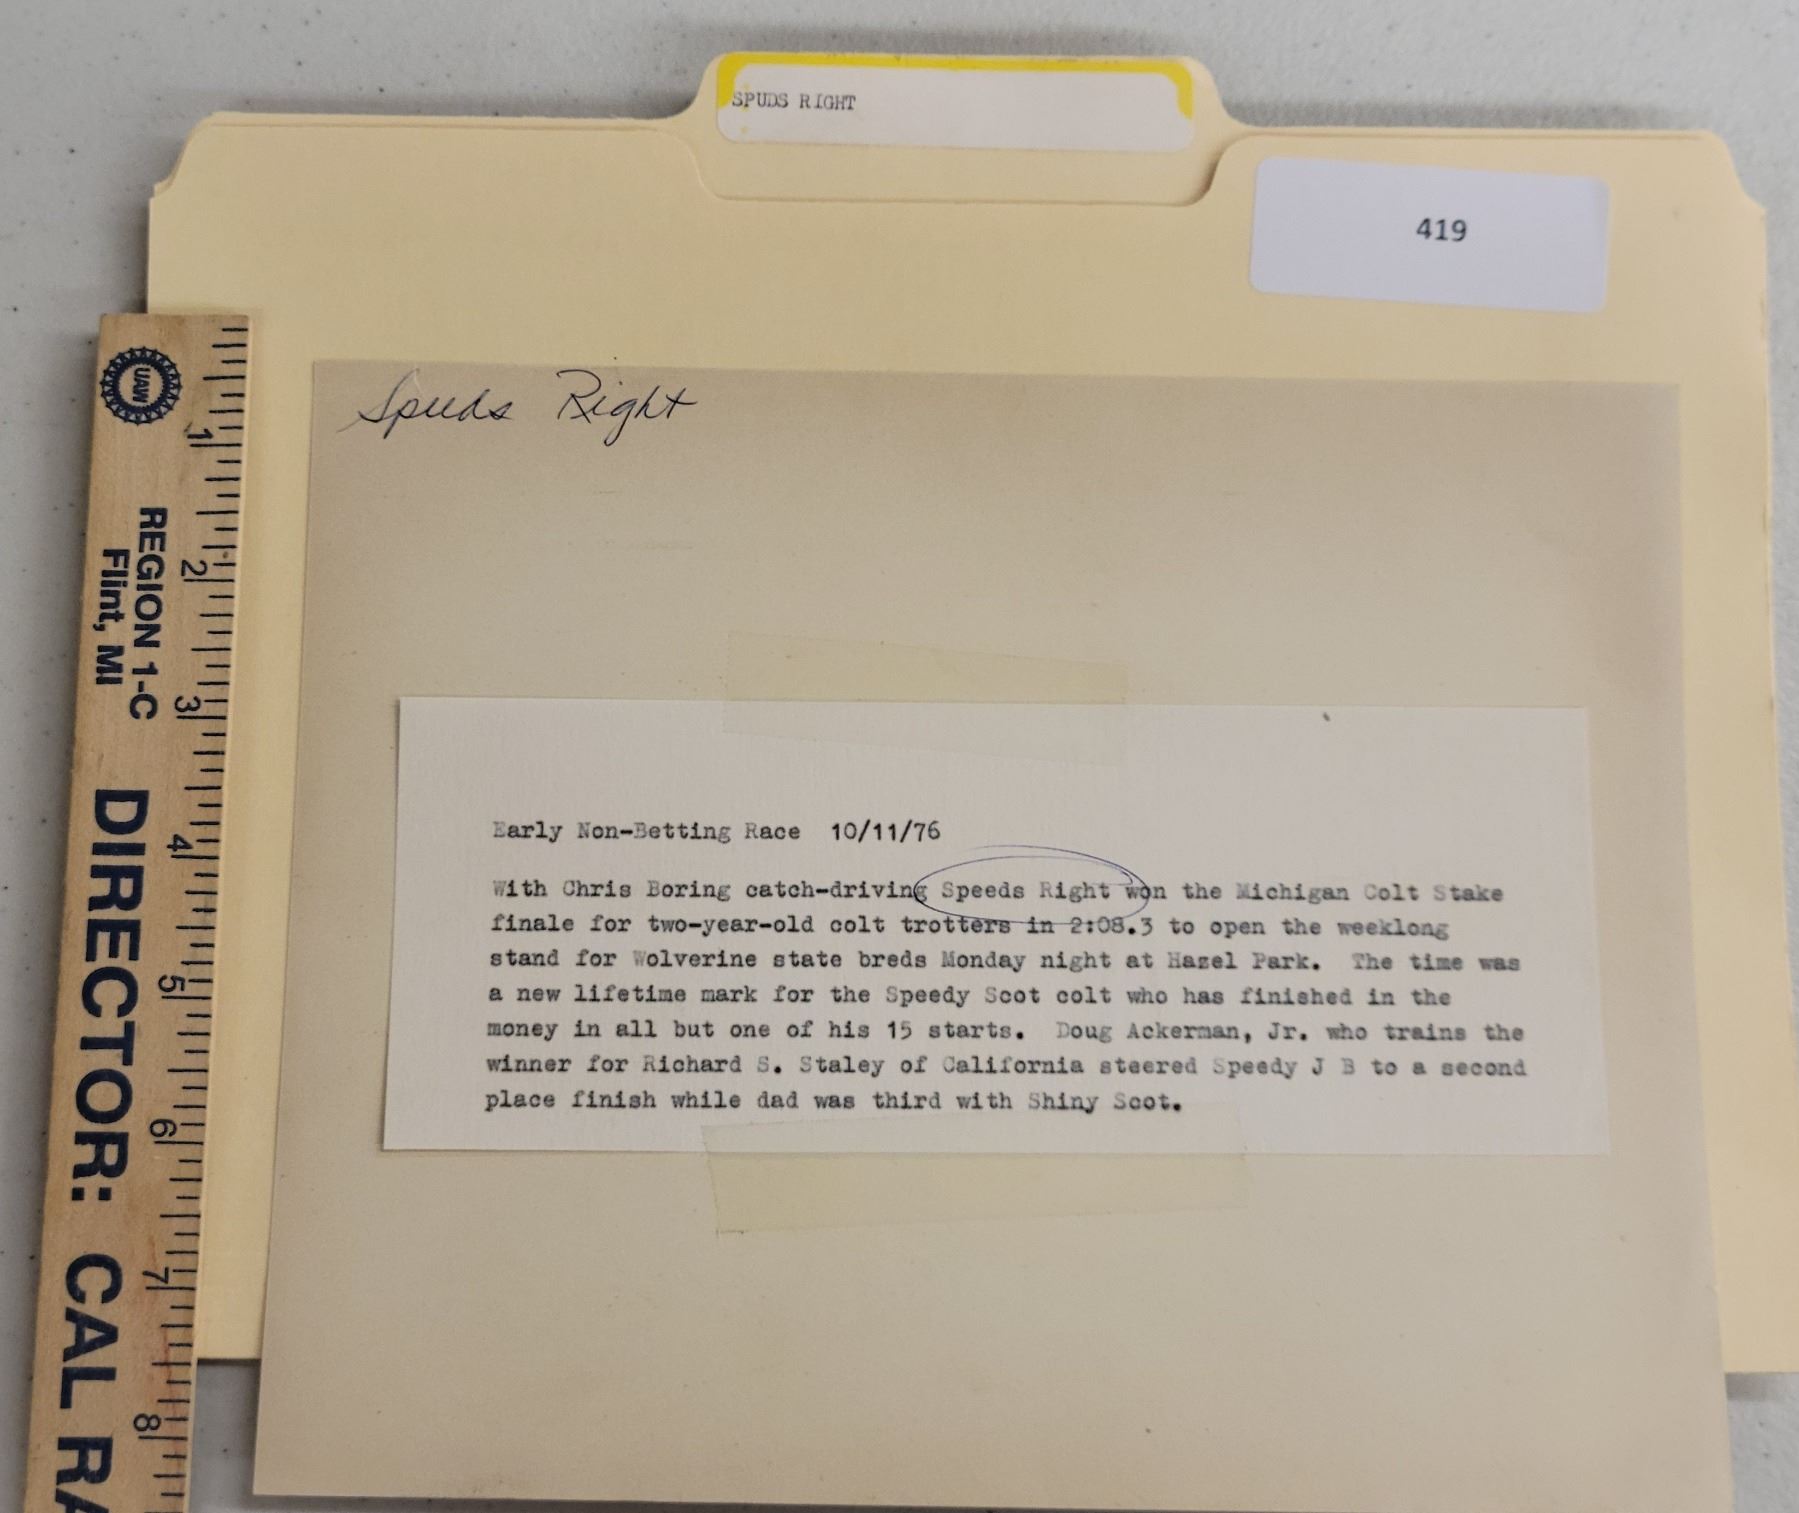 SPUDS RIGHT
419
Spuds Right
Early Non-Betting Race 10/11/76
With Chris Boring catch-driving Speeds Right won the Michigan Colt Stake
finale for two-year-old colt trotters in 2:08.3 to open the weeklong
stand for Wolverine state breds Monday night at Hazel Park. The time was
a new lifetime mark for the Speedy Scot colt who has finished in the
money in all but one of his 15 starts. Doug Ackerman, Jr. who trains the
winner for Richard S. Staley of California steered Speedy J B to a second
place finish while dad was third with Shiny Scot.
UAW
REGION 1-C
Flint, MI
DIRECTOR: CAL RA
1
2
3
4
5
6
7
8